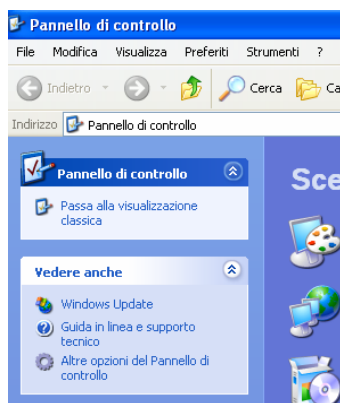 Pannello di controllo
File Modifica Visualizza Preferiti Strumenti ?
Indietro Cerca
Indirizzo Pannello di controllo
Pannello di controllo
Passa alla visualizzazione
classica
Vedere anche
Windows Update
Guida in linea e supporto
tecnico
Altre opzioni del Pannello di
controllo